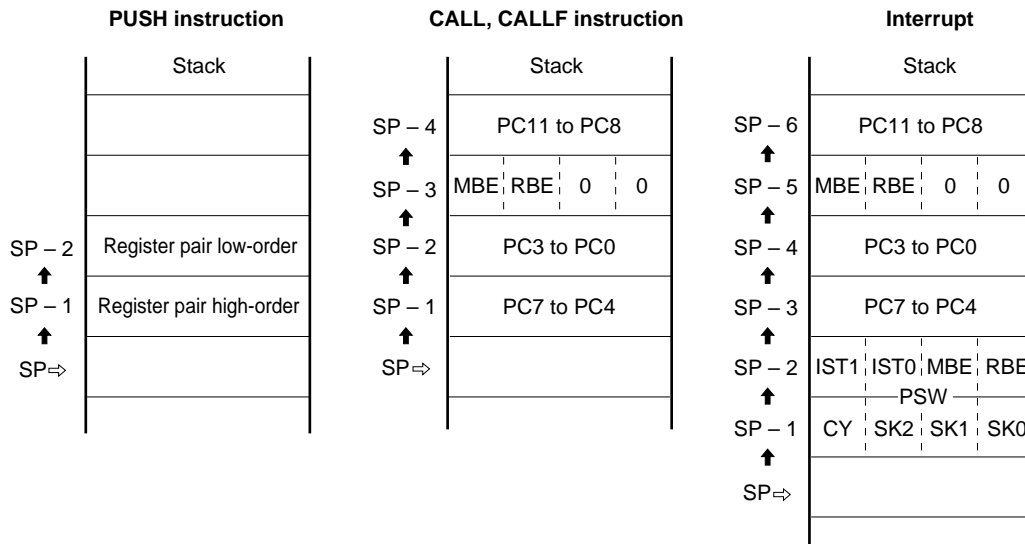 PUSH instruction
Stack
SP – 2 Register pair low-order
SP – 1 Register pair high-order
SP⇨
CALL, CALLF instruction
Stack
SP – 4 PC11 to PC8
SP – 3 MBE RBE 0 0
SP – 2 PC3 to PC0
SP – 1 PC7 to PC4
SP⇨
Interrupt
Stack
SP – 6 PC11 to PC8
SP – 5 MBE RBE 0 0
SP – 4 PC3 to PC0
SP – 3 PC7 to PC4
SP – 2 IST1 IST0 MBE RBE
PSW
SP – 1 CY SK2 SK1 SK0
SP⇨